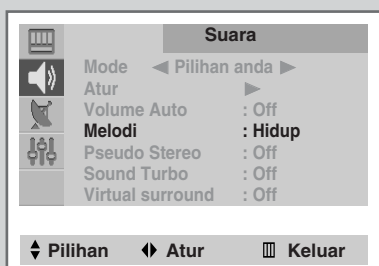 Suara
Mode ◀ Pilihan anda ▶
Atur ▶
Volume Auto : Off
Melodi : Hidup
Pseudo Stereo : Off
Sound Turbo : Off
Virtual surround : Off
Pilihan Atur Keluar